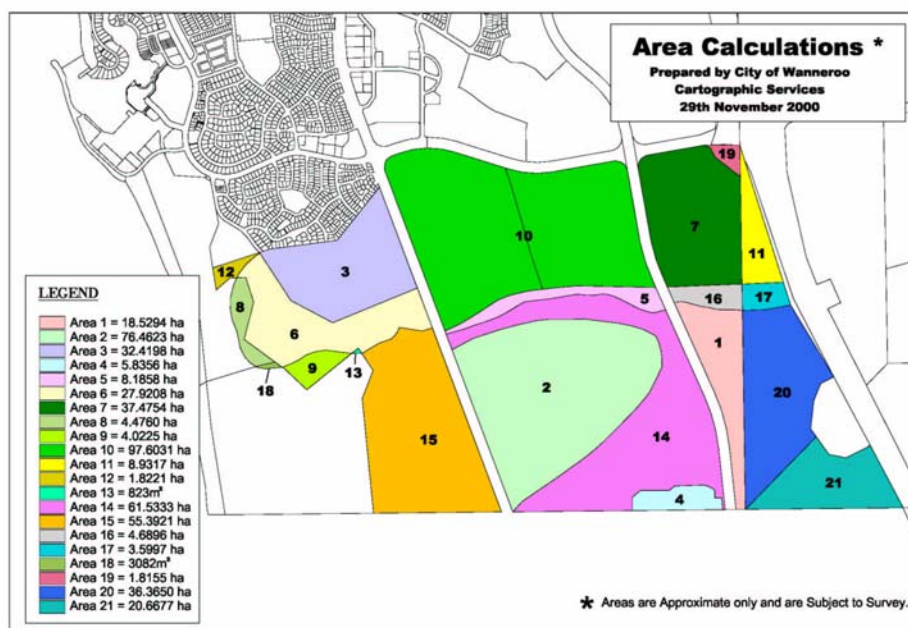 Area Calculations *
Prepared by City of Wanneroo
Cartographic Services
29th November 2000
19
7
10
11
3
12
8
5
16
17
6
1
9
13
18
2
20
15
14
21
4
LEGEND
Area 1 = 18.5294 ha
Area 2 = 76.4623 ha
Area 3 = 32.4198 ha
Area 4 = 5.8356 ha
Area 5 = 8.1858 ha
Area 6 = 27.9208 ha
Area 7 = 37.4754 ha
Area 8 = 4.4760 ha
Area 9 = 4.0225 ha
Area 10 = 97.6031 ha
Area 11 = 8.9317 ha
Area 12 = 1.8221 ha
Area 13 = 823m²
Area 14 = 61.5333 ha
Area 15 = 55.3921 ha
Area 16 = 4.6896 ha
Area 17 = 3.5997 ha
Area 18 = 3082m²
Area 19 = 1.8155 ha
Area 20 = 36.3650 ha
Area 21 = 20.6677 ha
* Areas are Approximate only and are Subject to Survey.